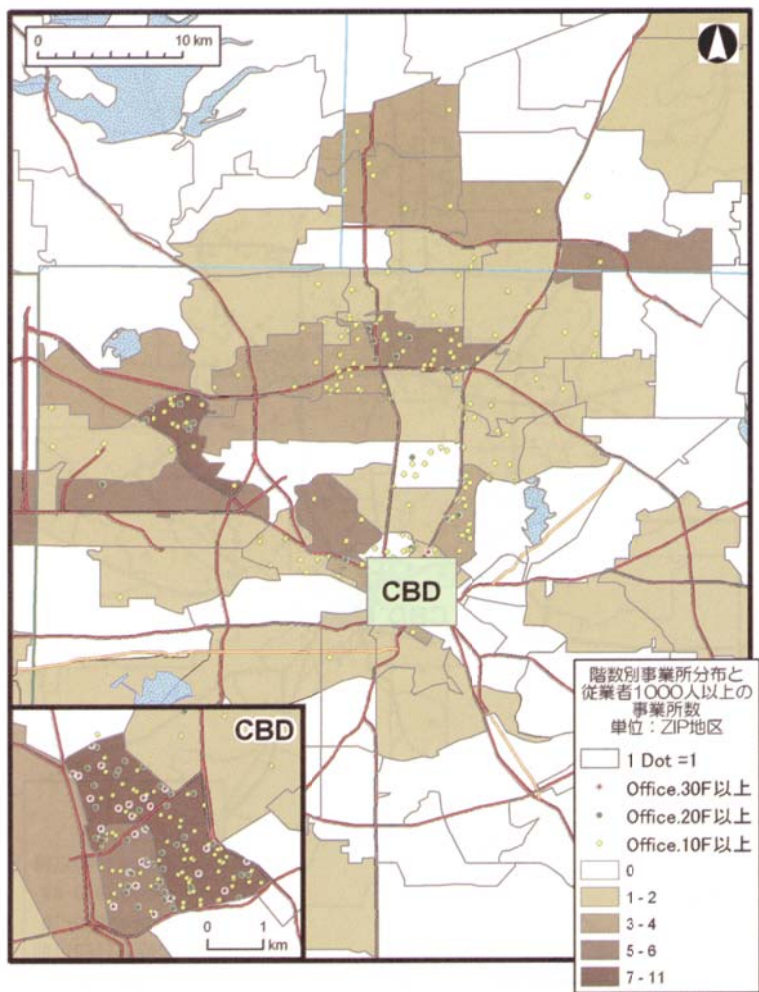 0 10 km
CBD
CBD
0 1
km
階数別事業所分布と
従業者1000人以上の
事業所数
単位:ZIP地区
1 Dot =1
Office.30F以上
Office.20F以上
Office.10F以上
0
1 - 2
3 - 4
5 - 6
7 - 11